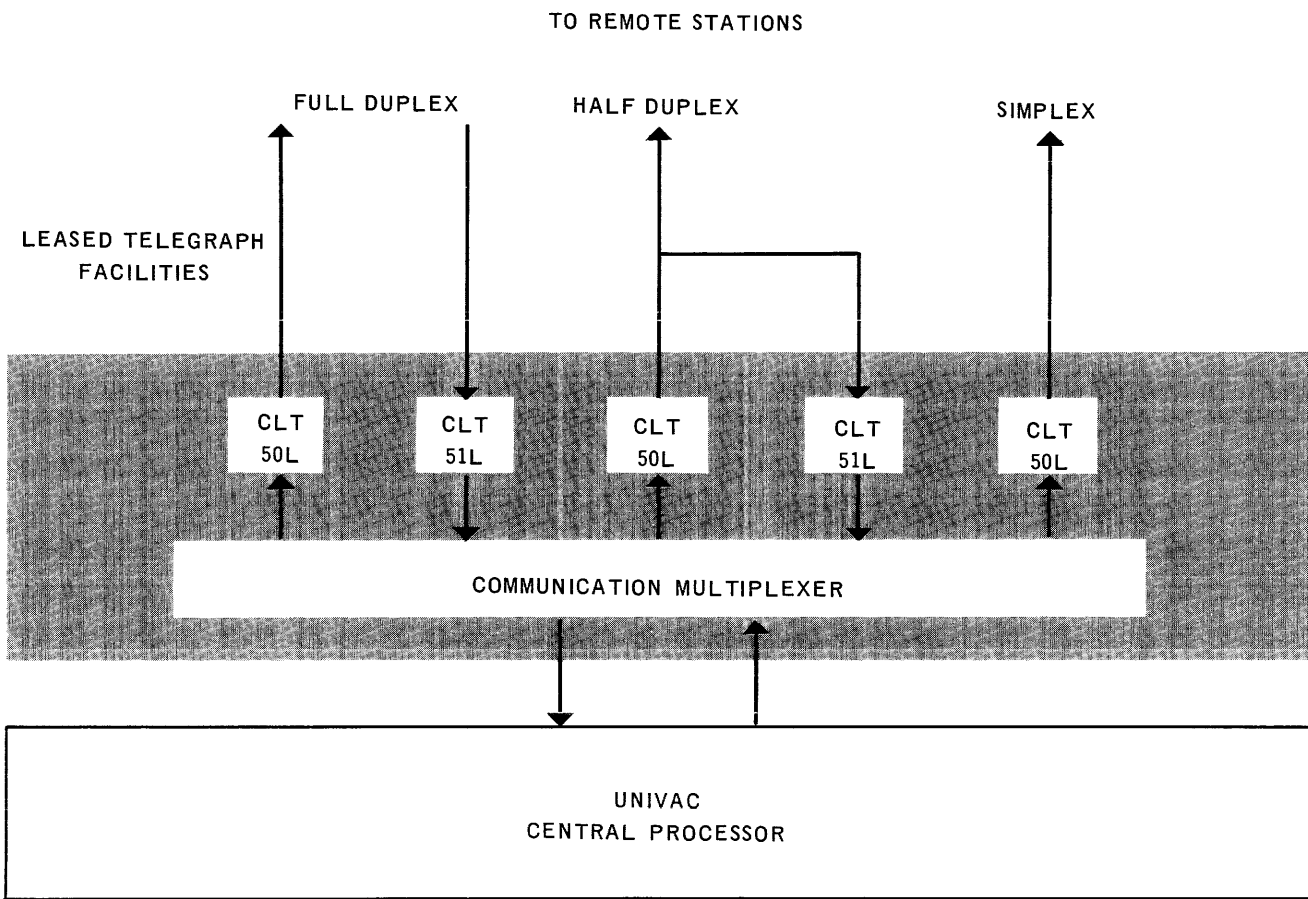 TO REMOTE STATIONS
FULL DUPLEX
HALF DUPLEX
SIMPLEX
LEASED TELEGRAPH
FACILITIES
CLT
50L
CLT
51L
CLT
50L
CLT
51L
CLT
50L
COMMUNICATION MULTIPLEXER
UNIVAC
CENTRAL PROCESSOR